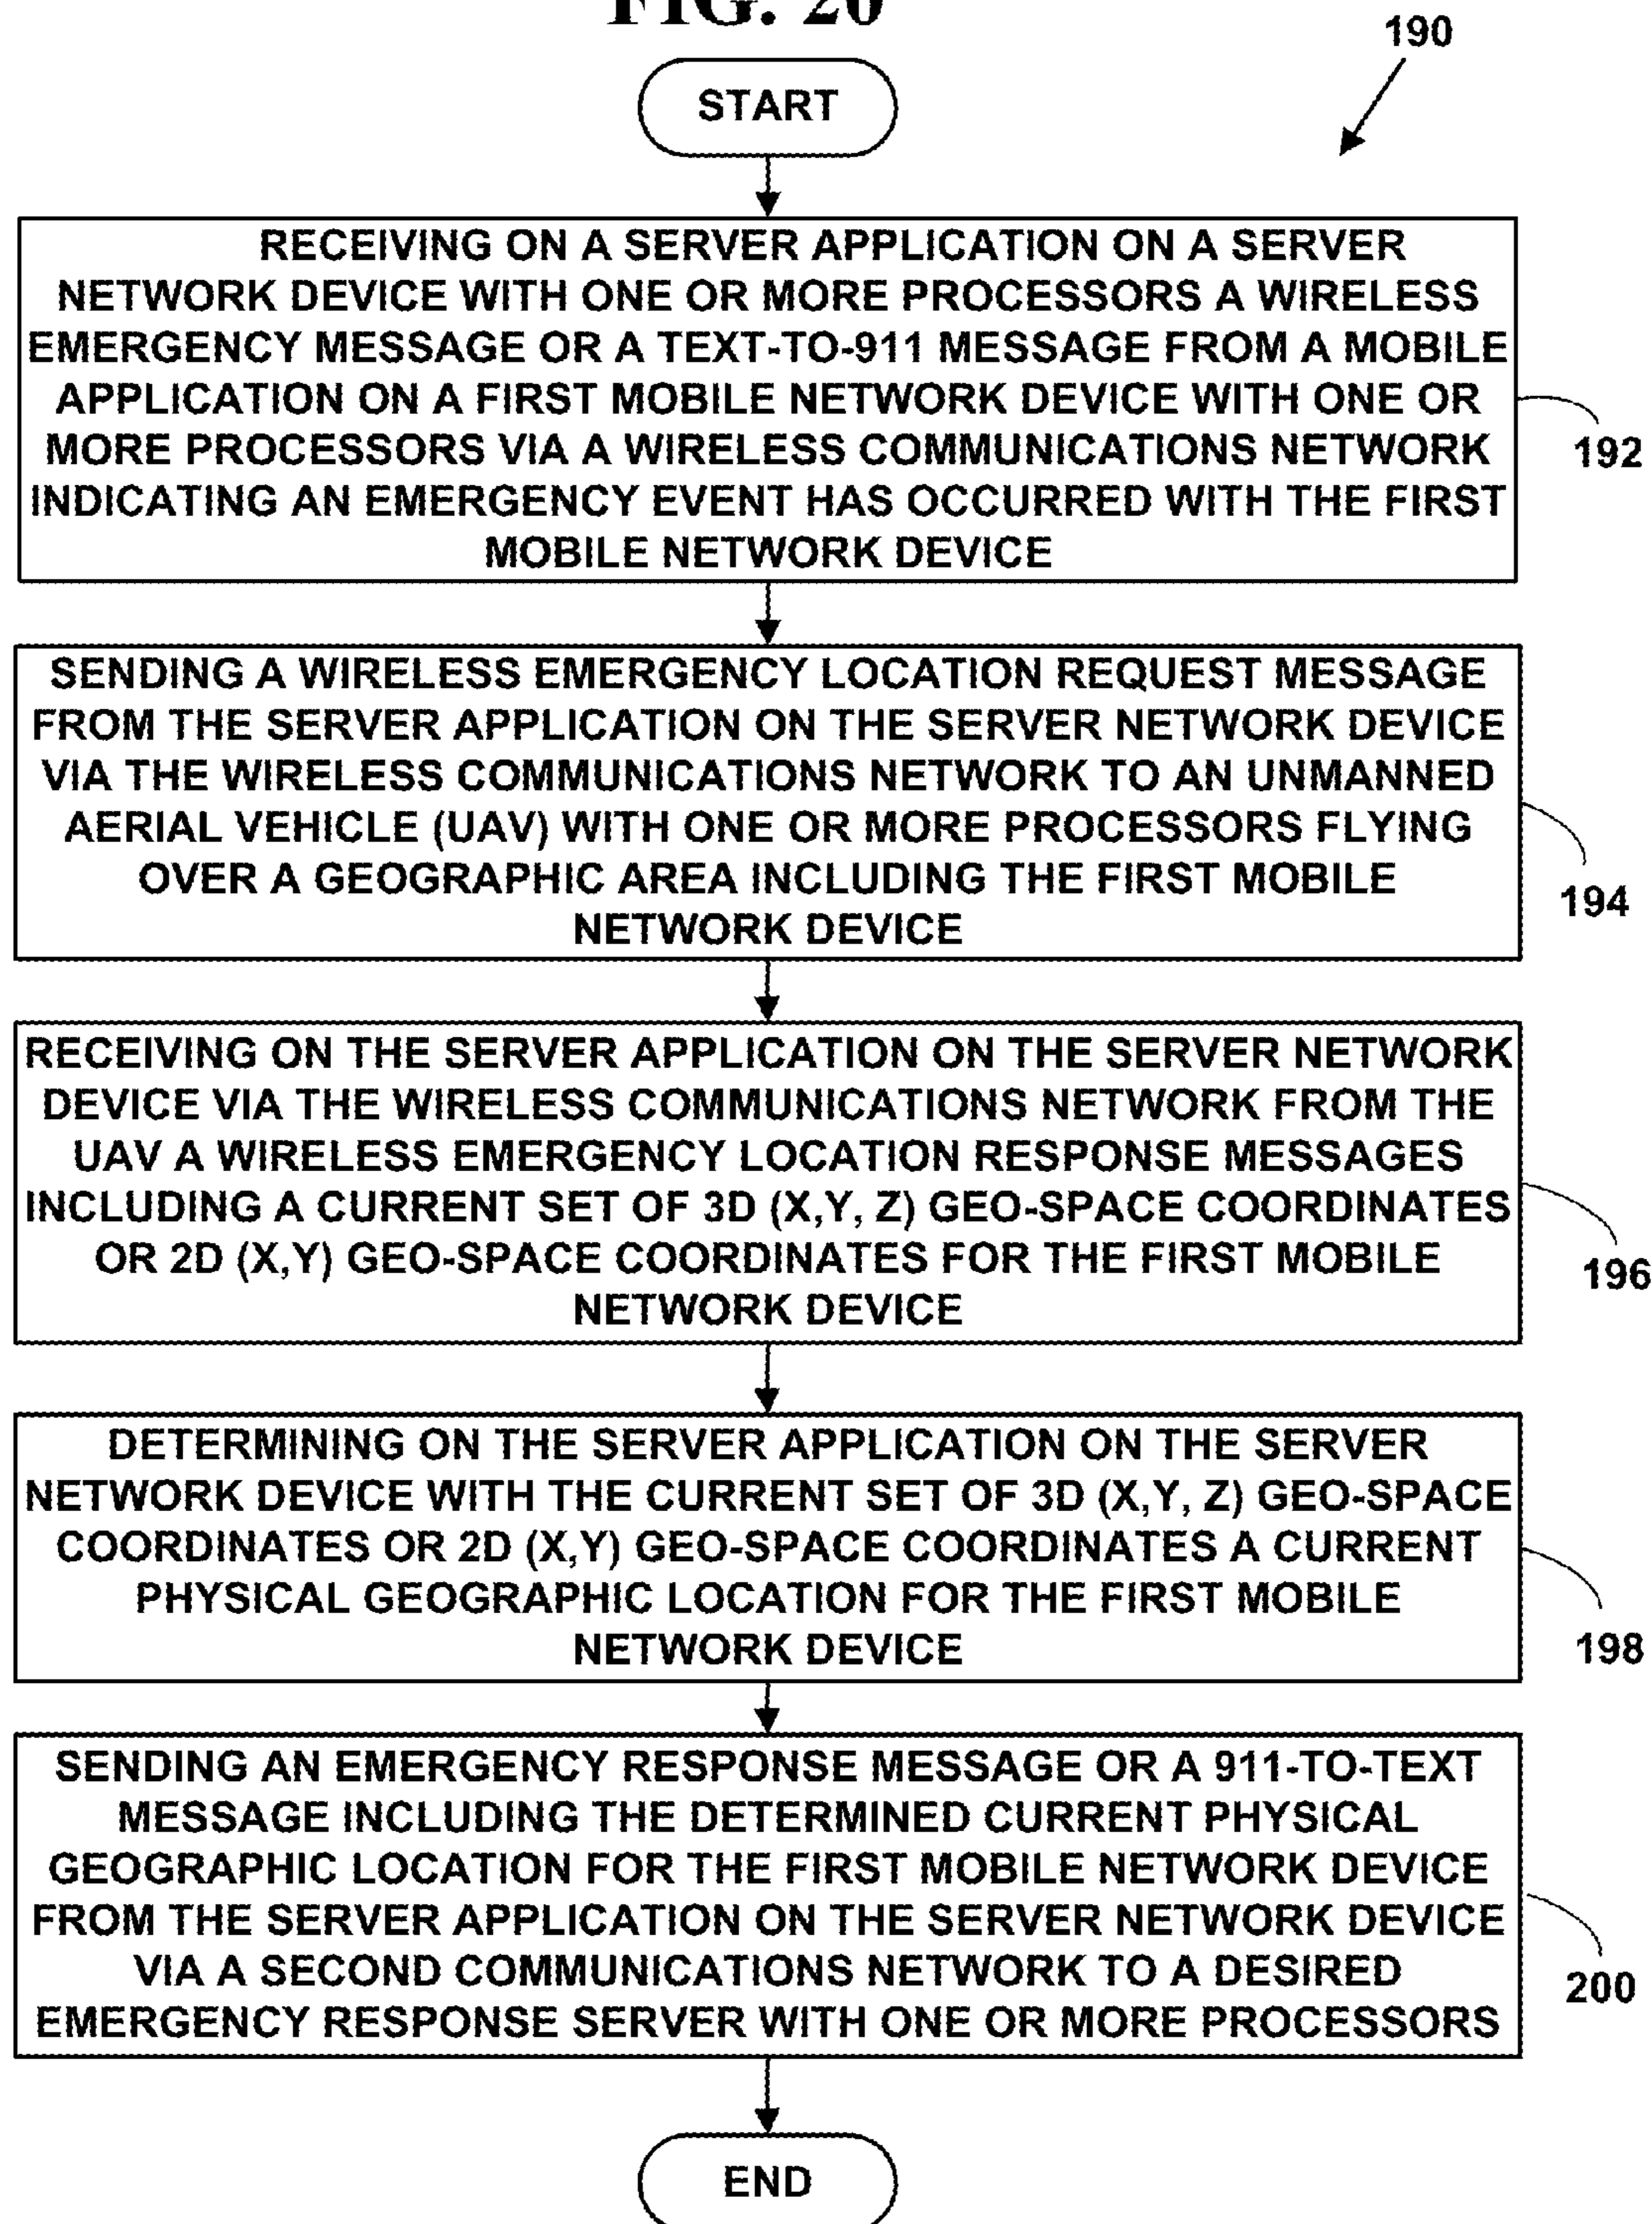 FIG. 20
190
START
RECEIVING ON A SERVER APPLICATION ON A SERVER
NETWORK DEVICE WITH ONE OR MORE PROCESSORS A WIRELESS
EMERGENCY MESSAGE OR A TEXT-TO-911 MESSAGE FROM A MOBILE
APPLICATION ON A FIRST MOBILE NETWORK DEVICE WITH ONE OR
MORE PROCESSORS VIA A WIRELESS COMMUNICATIONS NETWORK
INDICATING AN EMERGENCY EVENT HAS OCCURRED WITH THE FIRST
MOBILE NETWORK DEVICE
192
SENDING A WIRELESS EMERGENCY LOCATION REQUEST MESSAGE
FROM THE SERVER APPLICATION ON THE SERVER NETWORK DEVICE
VIA THE WIRELESS COMMUNICATIONS NETWORK TO AN UNMANNED
AERIAL VEHICLE (UAV) WITH ONE OR MORE PROCESSORS FLYING
OVER A GEOGRAPHIC AREA INCLUDING THE FIRST MOBILE
NETWORK DEVICE
194
RECEIVING ON THE SERVER APPLICATION ON THE SERVER NETWORK
DEVICE VIA THE WIRELESS COMMUNICATIONS NETWORK FROM THE
UAV A WIRELESS EMERGENCY LOCATION RESPONSE MESSAGES
INCLUDING A CURRENT SET OF 3D (X,Y, Z) GEO-SPACE COORDINATES
OR 2D (X,Y) GEO-SPACE COORDINATES FOR THE FIRST MOBILE
NETWORK DEVICE
196
DETERMINING ON THE SERVER APPLICATION ON THE SERVER
NETWORK DEVICE WITH THE CURRENT SET OF 3D (X,Y, Z) GEO-SPACE
COORDINATES OR 2D (X,Y) GEO-SPACE COORDINATES A CURRENT
PHYSICAL GEOGRAPHIC LOCATION FOR THE FIRST MOBILE
NETWORK DEVICE
198
SENDING AN EMERGENCY RESPONSE MESSAGE OR A 911-TO-TEXT
MESSAGE INCLUDING THE DETERMINED CURRENT PHYSICAL
GEOGRAPHIC LOCATION FOR THE FIRST MOBILE NETWORK DEVICE
FROM THE SERVER APPLICATION ON THE SERVER NETWORK DEVICE
VIA A SECOND COMMUNICATIONS NETWORK TO A DESIRED
EMERGENCY RESPONSE SERVER WITH ONE OR MORE PROCESSORS
200
END